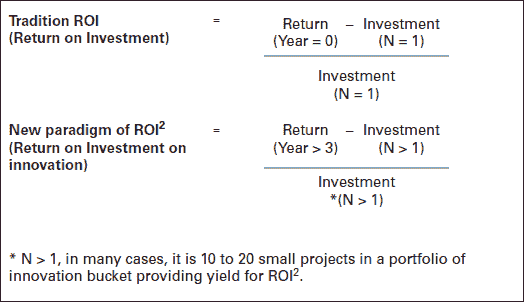 Tradition ROI = Return – Investment
(Return on Investment) (Year = 0) (N = 1)
Investment
(N = 1)
New paradigm of ROI² = Return – Investment
(Return on Investment on (Year > 3) (N > 1)
innovation)
Investment
*(N > 1)
* N > 1, in many cases, it is 10 to 20 small projects in a portfolio of
innovation bucket providing yield for ROI².